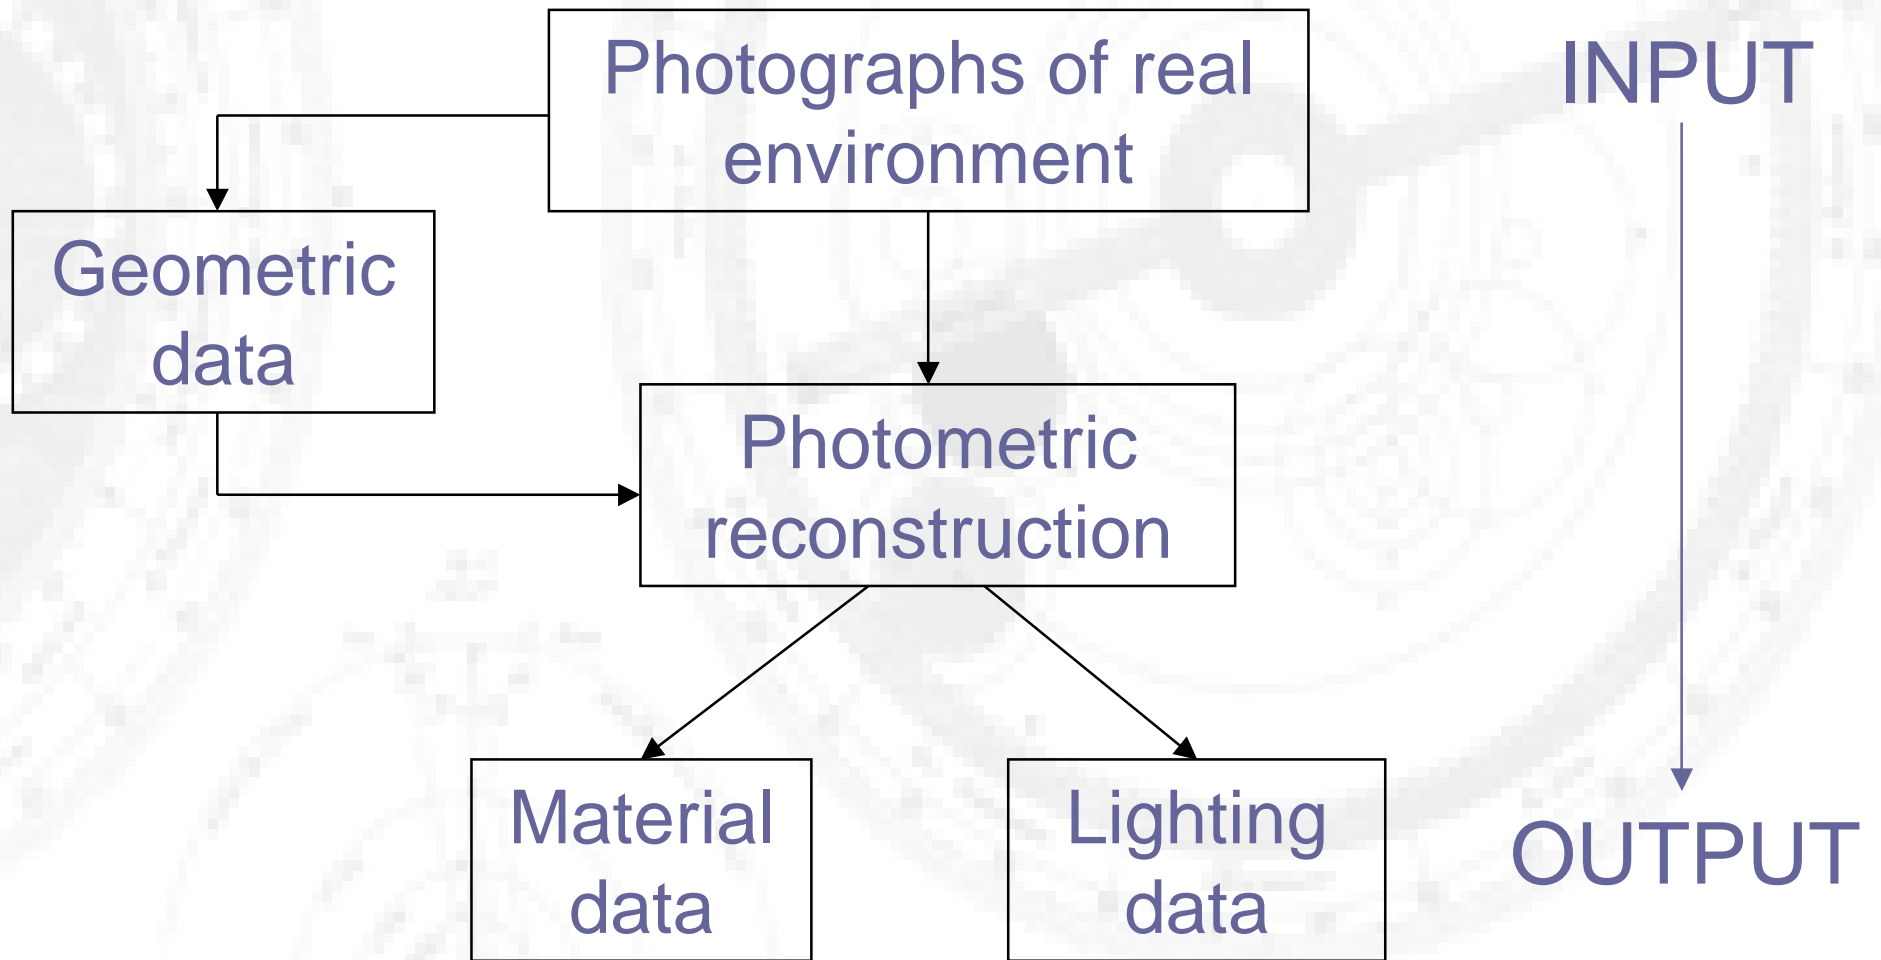 Photographs of real
environment
INPUT
Geometric
data
Photometric
reconstruction
Material
data
Lighting
data
OUTPUT